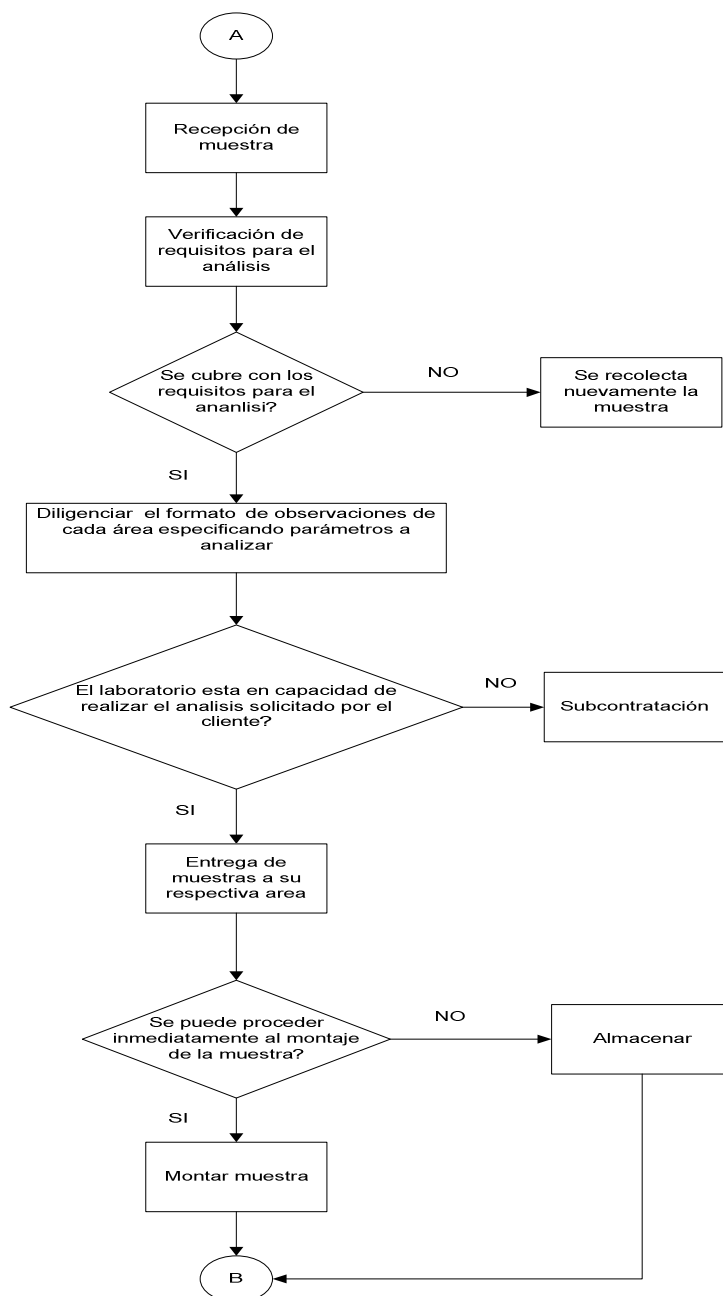 A
Recepción de
muestra
Verificación de
requisitos para el
análisis
Se cubre con los
requisitos para el
ananlisi?
NO
Se recolecta
nuevamente la
muestra
SI
Diligenciar el formato de observaciones de
cada área especificando parámetros a
analizar
El laboratorio esta en capacidad de
realizar el analisis solicitado por el
cliente?
NO
Subcontratación
SI
Entrega de
muestras a su
respectiva area
Se puede proceder
inmediatamente al montaje
de la muestra?
NO
Almacenar
SI
Montar muestra
B